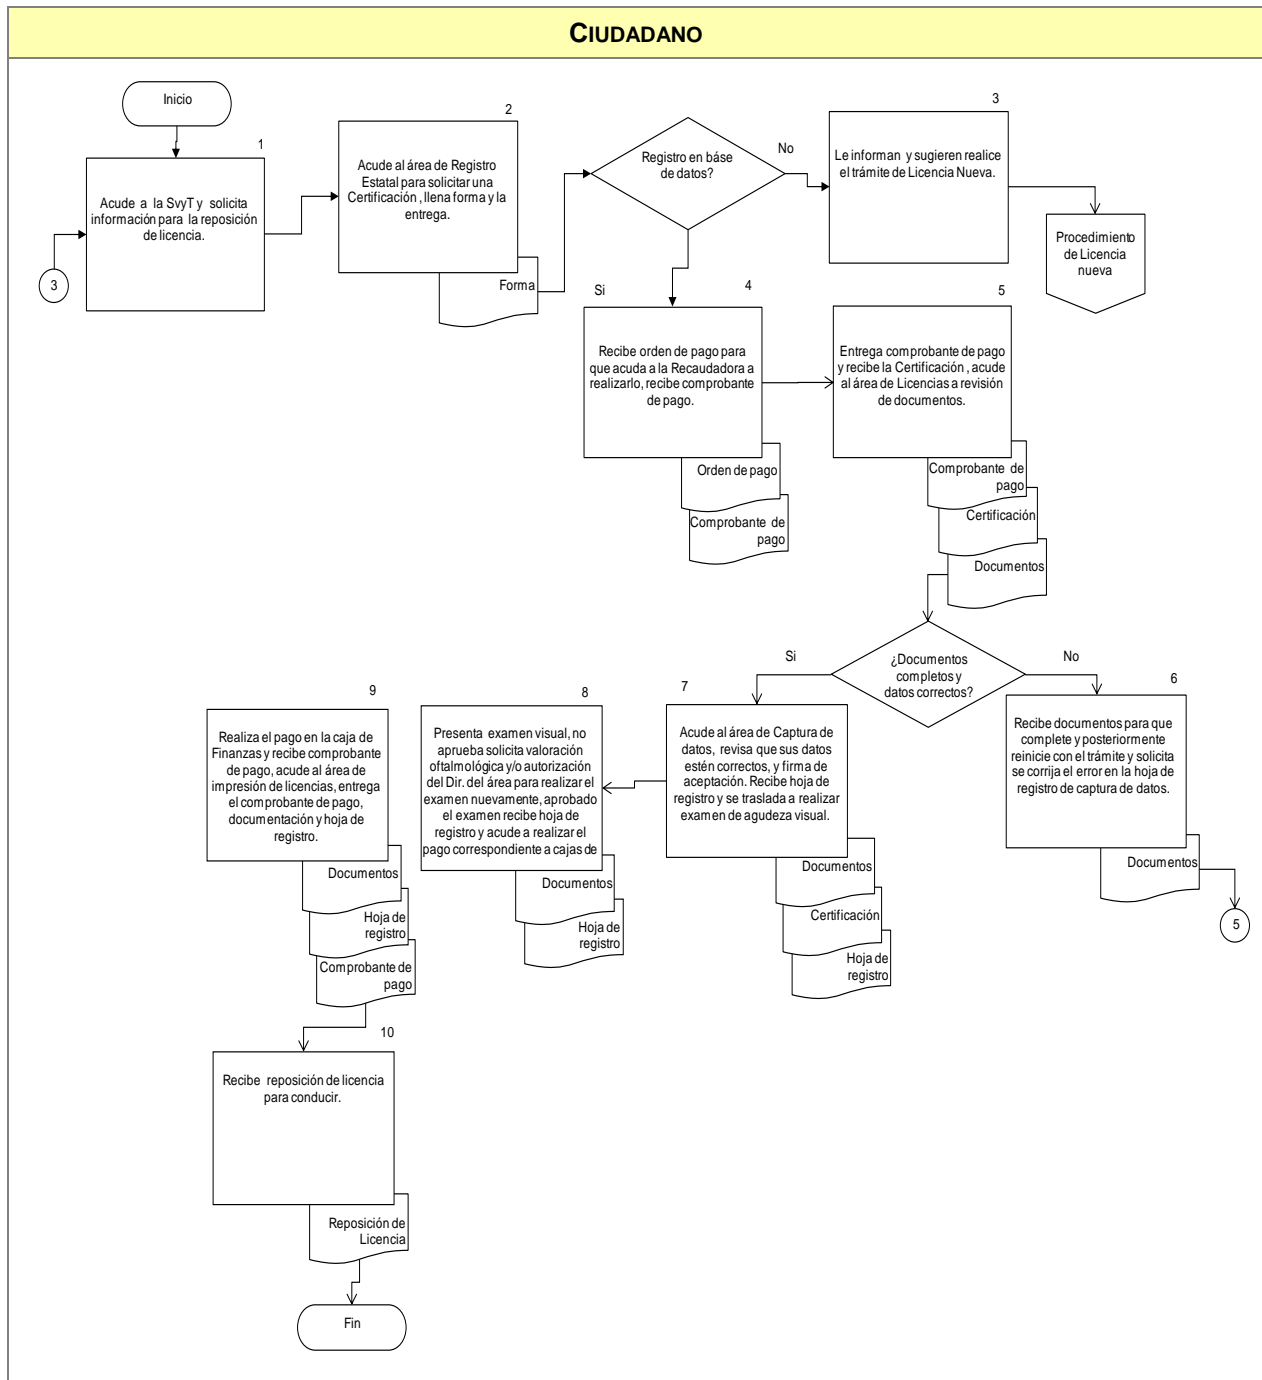 CIUDADANO
Inicio
1
Acude a la SvyT y solicita
información para la reposición
de licencia.
3
2
Acude al área de Registro
Estatal para solicitar una
Certificación , llena forma y la
entrega.
Forma
Registro en báse
de datos?
No
Si
3
Le informan y sugieren realice
el trámite de Licencia Nueva.
Procedimiento
de Licencia
nueva
4
Recibe orden de pago para
que acuda a la Recaudadora a
realizarlo, recibe comprobante
de pago.
Orden de pago
Comprobante de
pago
5
Entrega comprobante de pago
y recibe la Certificación , acude
al área de Licencias a revisión
de documentos.
Comprobante de
pago
Certificación
Documentos
¿Documentos
completos y
datos correctos?
Si
No
6
Recibe documentos para que
complete y posteriormente
reinicie con el trámite y solicita
se corrija el error en la hoja de
registro de captura de datos.
Documentos
5
7
Acude al área de Captura de
datos, revisa que sus datos
estén correctos, y firma de
aceptación. Recibe hoja de
registro y se traslada a realizar
examen de agudeza visual.
Documentos
Certificación
Hoja de
registro
8
Presenta examen visual, no
aprueba solicita valoración
oftalmológica y/o autorización
del Dir. del área para realizar el
examen nuevamente, aprobado
el examen recibe hoja de
registro y acude a realizar el
pago correspondiente a cajas de
Documentos
Hoja de
registro
9
Realiza el pago en la caja de
Finanzas y recibe comprobante
de pago, acude al área de
impresión de licencias, entrega
el comprobante de pago,
documentación y hoja de
registro.
Documentos
Hoja de
registro
Comprobante de
pago
10
Recibe reposición de licencia
para conducir.
Reposición de
Licencia
Fin